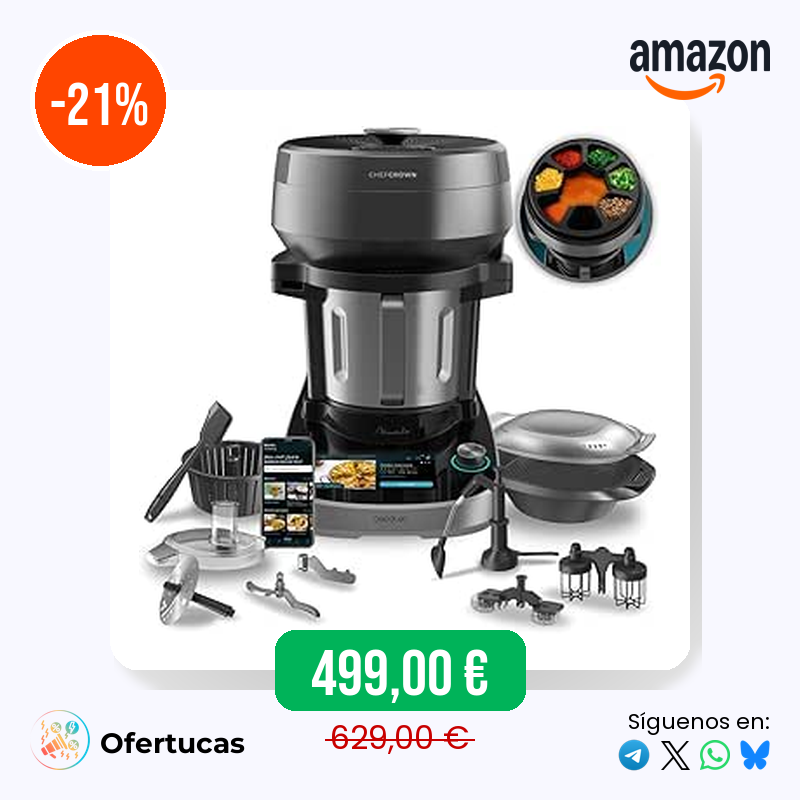 -21%
amazon
CHEFCROWN
499,00 €
629,00 €
Ofertucas
Síguenos en: